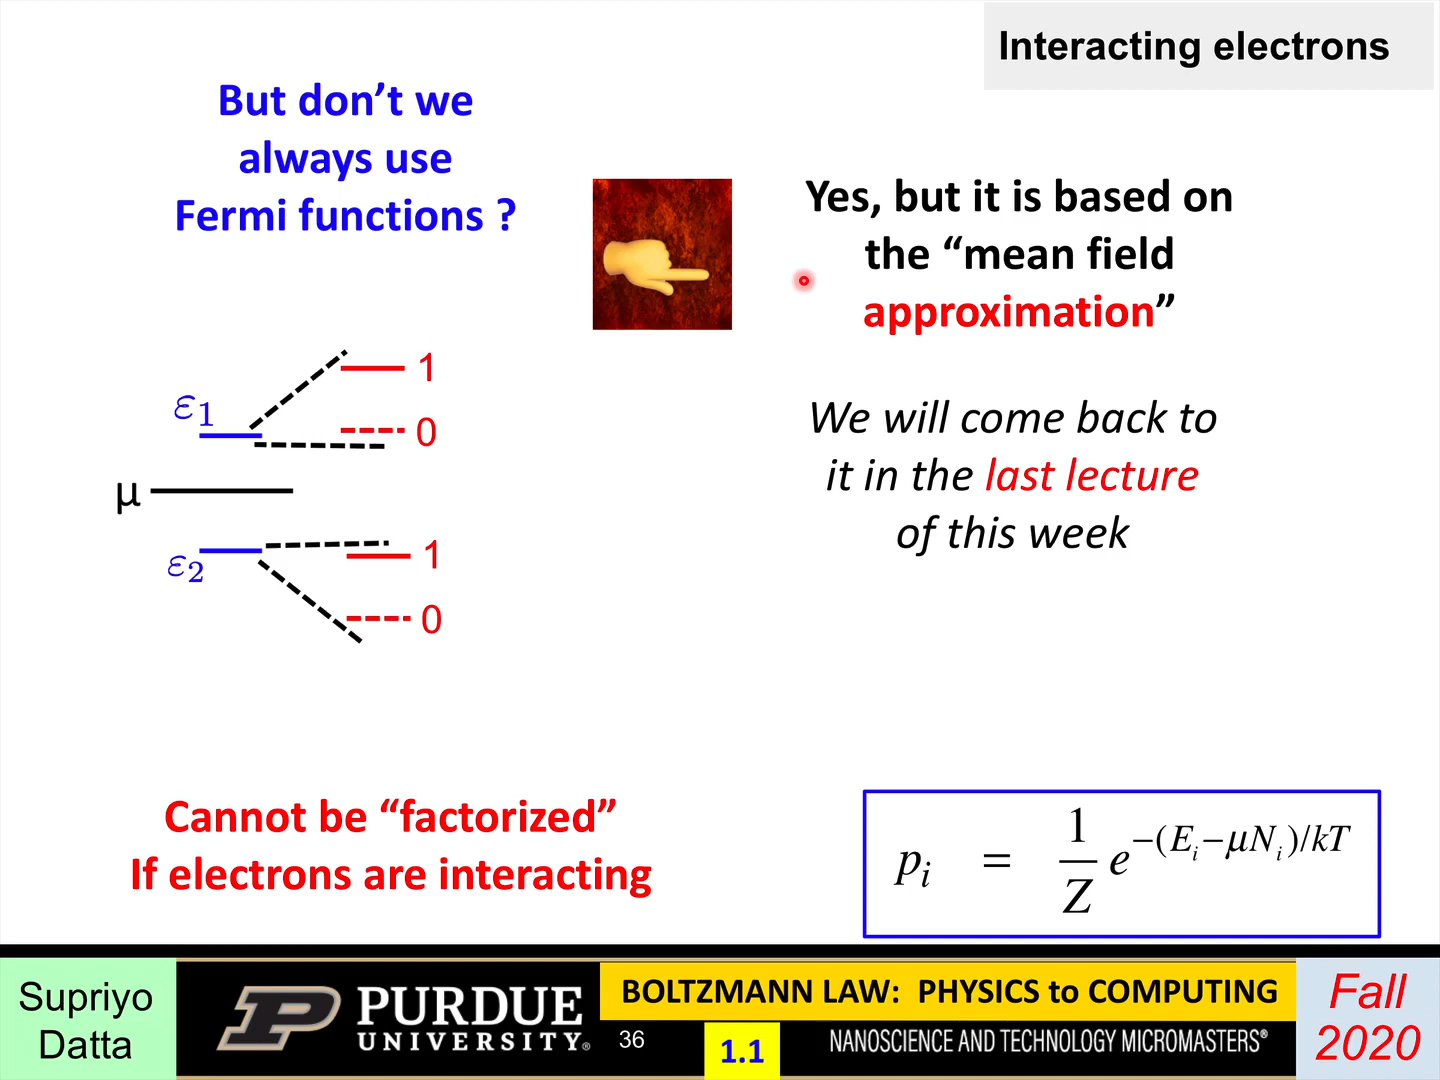 Interacting electrons
But don’t we
always use
Fermi functions ?
Yes, but it is based on
the “mean field
approximation”
We will come back to
it in the last lecture
of this week
ε1
1
0
μ
ε2
1
0
Cannot be “factorized”
If electrons are interacting
pi = 1/Z e^−(Ei−μNi)/kT
Supriyo
Datta
PURDUE
UNIVERSITY®
36
BOLTZMANN LAW: PHYSICS to COMPUTING
1.1
NANOSCIENCE AND TECHNOLOGY MICROMASTERS®
Fall
2020